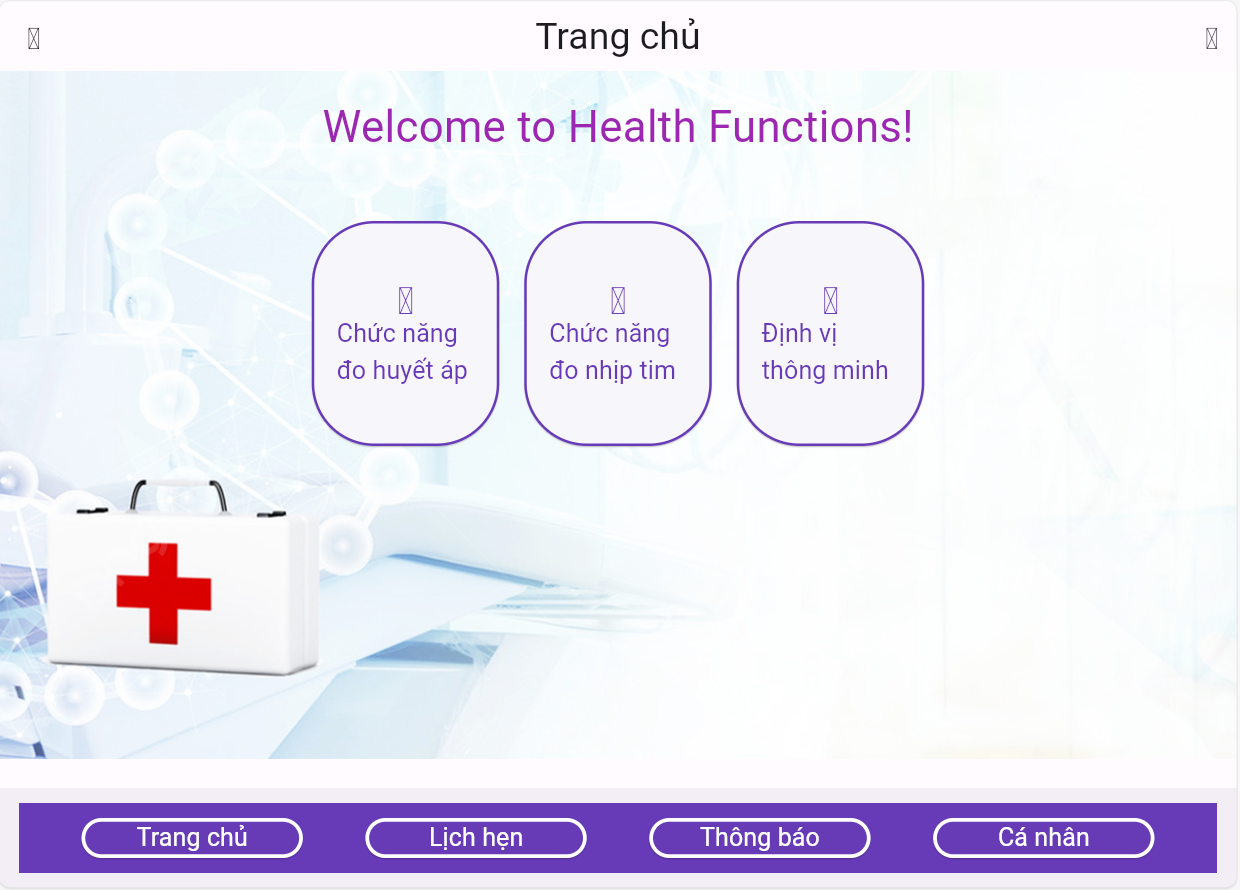 Trang chủ
Welcome to Health Functions!
Chức năng
đo huyết áp
Chức năng
đo nhịp tim
Định vị
thông minh
Trang chủ
Lịch hẹn
Thông báo
Cá nhân